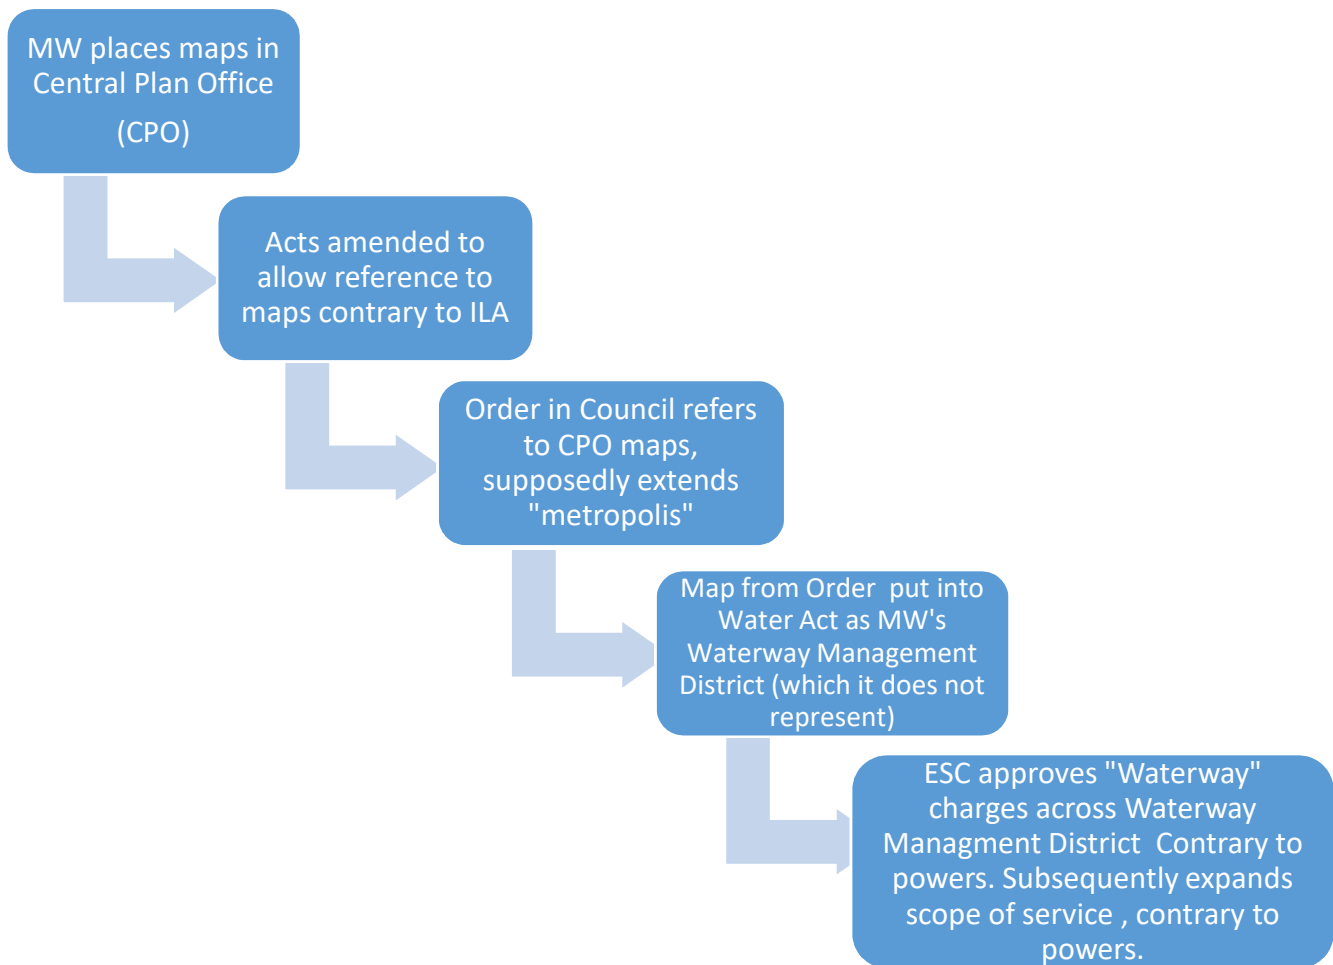 MW places maps in
Central Plan Office
(CPO)
Acts amended to
allow reference to
maps contrary to ILA
Order in Council refers
to CPO maps,
supposedly extends
"metropolis"
Map from Order  put into
Water Act as MW's
Waterway Management
District (which it does not
represent)
ESC approves "Waterway"
charges across Waterway
Managment District  Contrary to
powers. Subsequently expands
scope of service , contrary to
powers.